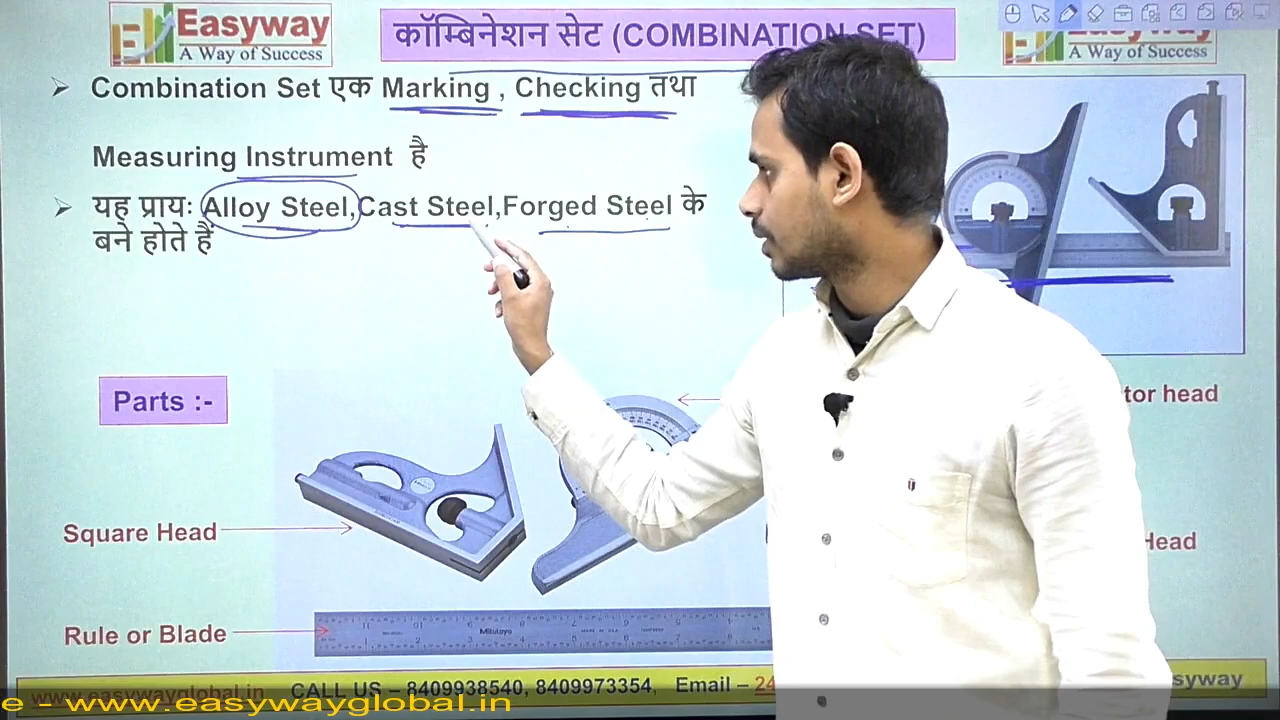 Easyway
A Way of Success
कॉम्बिनेशन सेट (COMBINATION SET)
A Way of Success
Combination Set एक Marking , Checking तथा
Measuring Instrument है
यह प्रायः Alloy Steel,Cast Steel,Forged Steel के
बने होते हैं
Parts :-
tor head
Square Head
Head
Rule or Blade
Mitutoyo
www.easywayglobal.in CALL US – 8409938540, 8409973354, Email – 24
syway
e - www.easywayglobal.in